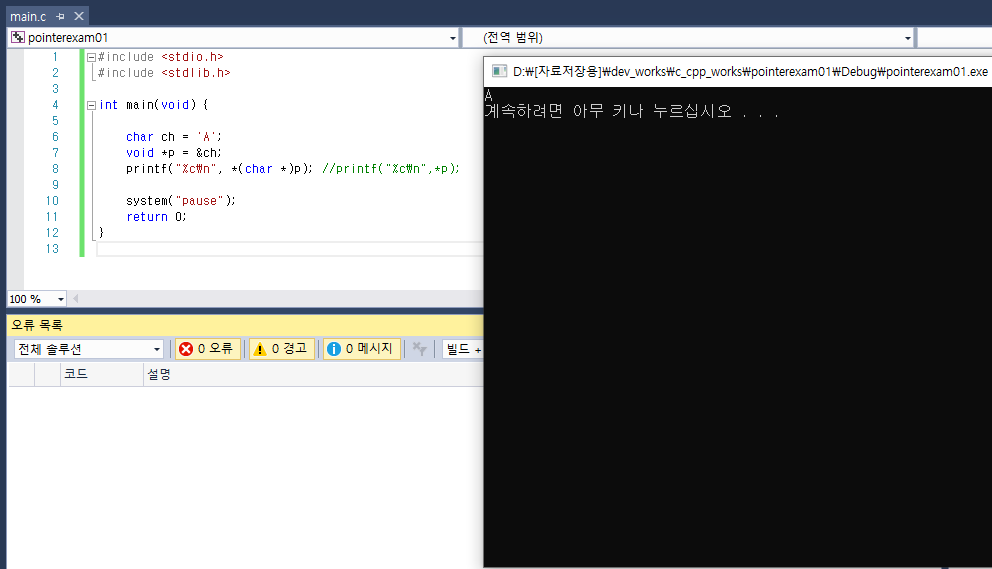 main.c
pointerexam01
(전역 범위)
1 #include <stdio.h>
2 #include <stdlib.h>
3
4 int main(void) {
5
6 char ch = 'A';
7 void *p = &ch;
8 printf("%c₩n", *(char *)p); //printf("%c₩n",*p);
9
10 system("pause");
11 return 0;
12 }
13
100 %
오류 목록
전체 솔루션
0 오류
0 경고
0 메시지
빌드 +
코드
설명
D:₩[자료저장용]₩dev_works₩c_cpp_works₩pointerexam01₩Debug₩pointerexam01.exe
A
계속하려면 아무 키나 누르십시오 . . .